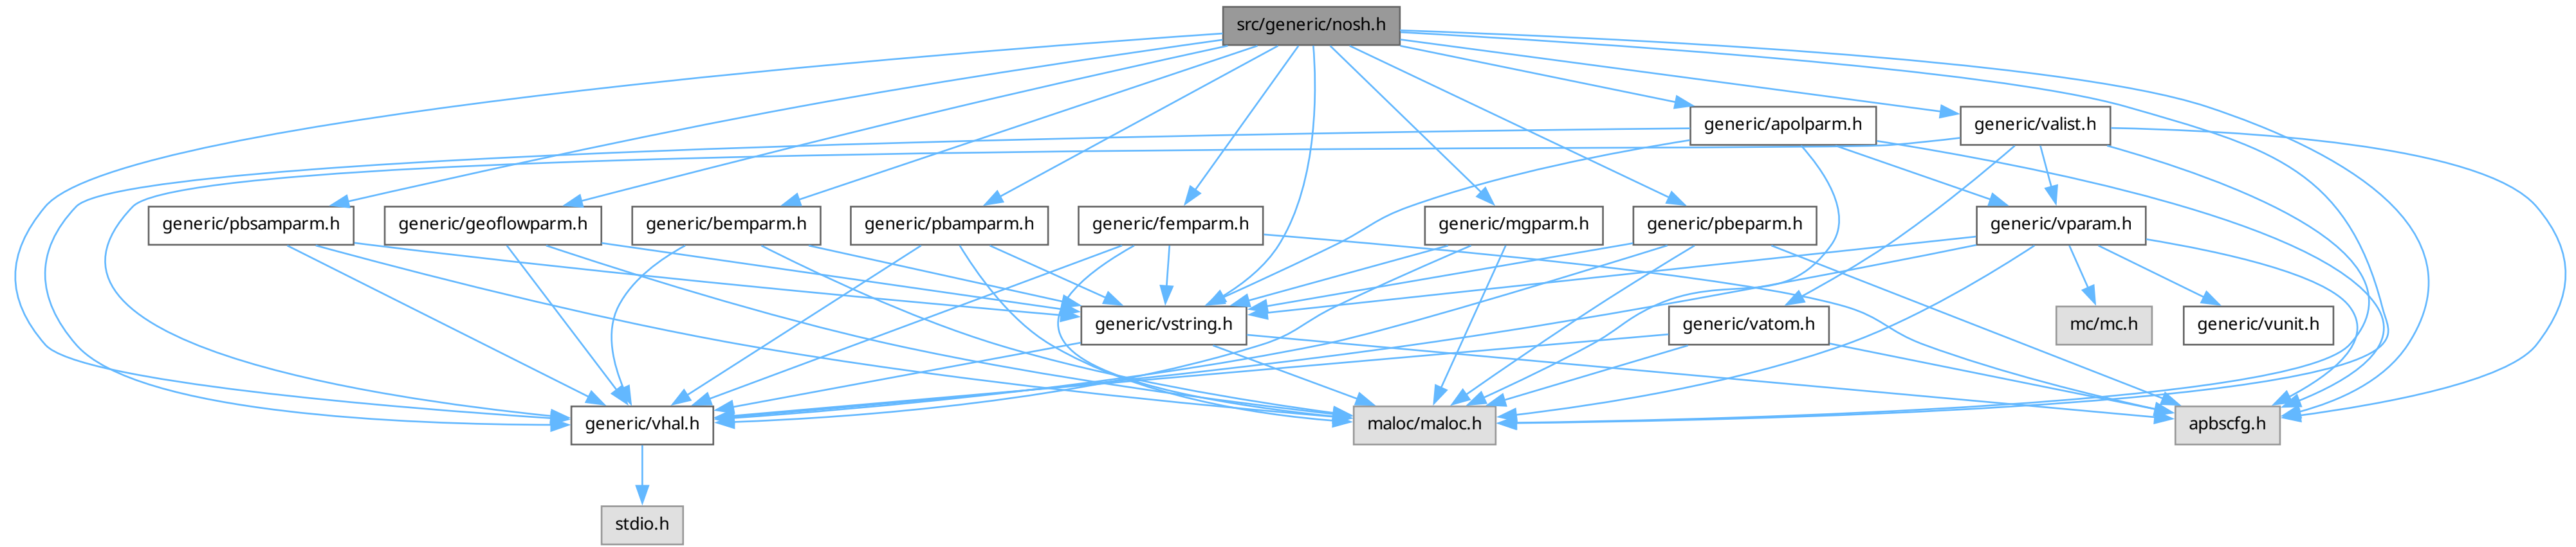 src/generic/nosh.h
generic/apolparm.h
generic/valist.h
generic/pbsamparm.h
generic/geoflowparm.h
generic/bemparm.h
generic/pbamparm.h
generic/femparm.h
generic/mgparm.h
generic/pbeparm.h
generic/vparam.h
generic/vstring.h
generic/vatom.h
mc/mc.h
generic/vunit.h
generic/vhal.h
maloc/maloc.h
apbscfg.h
stdio.h